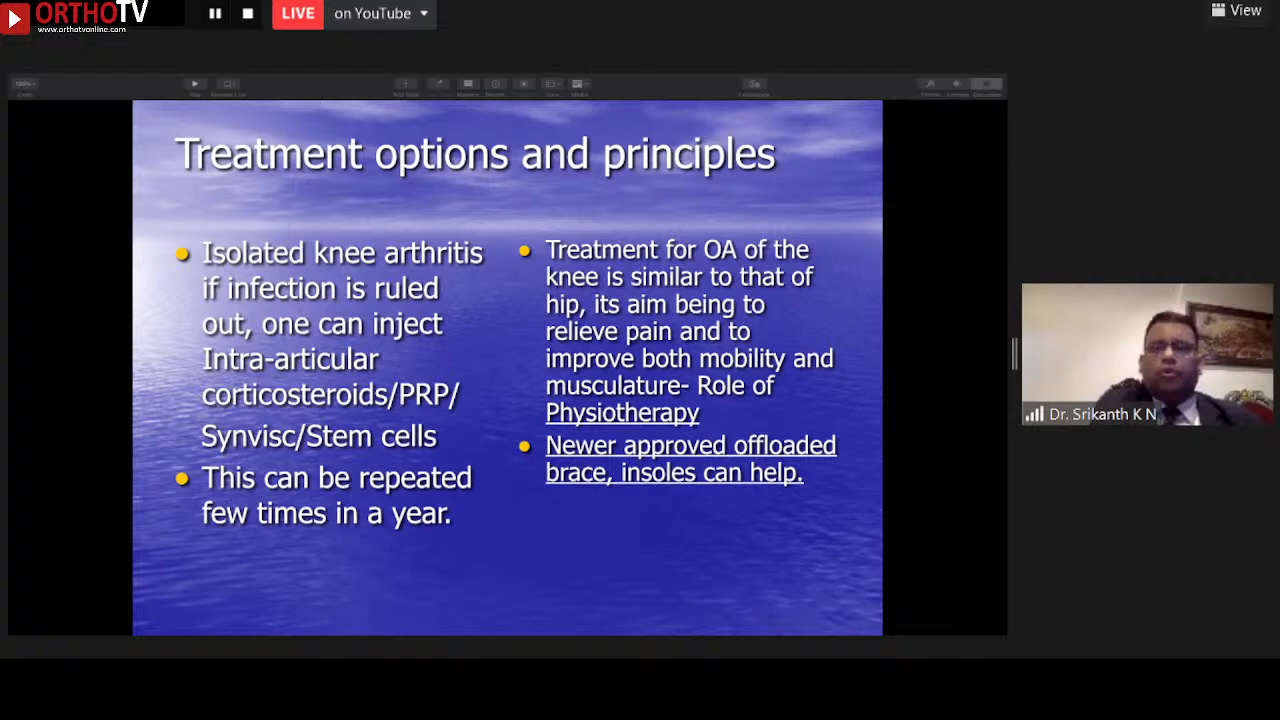 ORTHOTV
www.orthotvonline.com
LIVE on YouTube
View
Treatment options and principles
Isolated knee arthritis
if infection is ruled
out, one can inject
Intra-articular
corticosteroids/PRP/
Synvisc/Stem cells
This can be repeated
few times in a year.
Treatment for OA of the
knee is similar to that of
hip, its aim being to
relieve pain and to
improve both mobility and
musculature- Role of
Physiotherapy
Newer approved offloaded
brace, insoles can help.
Dr. Srikanth K N